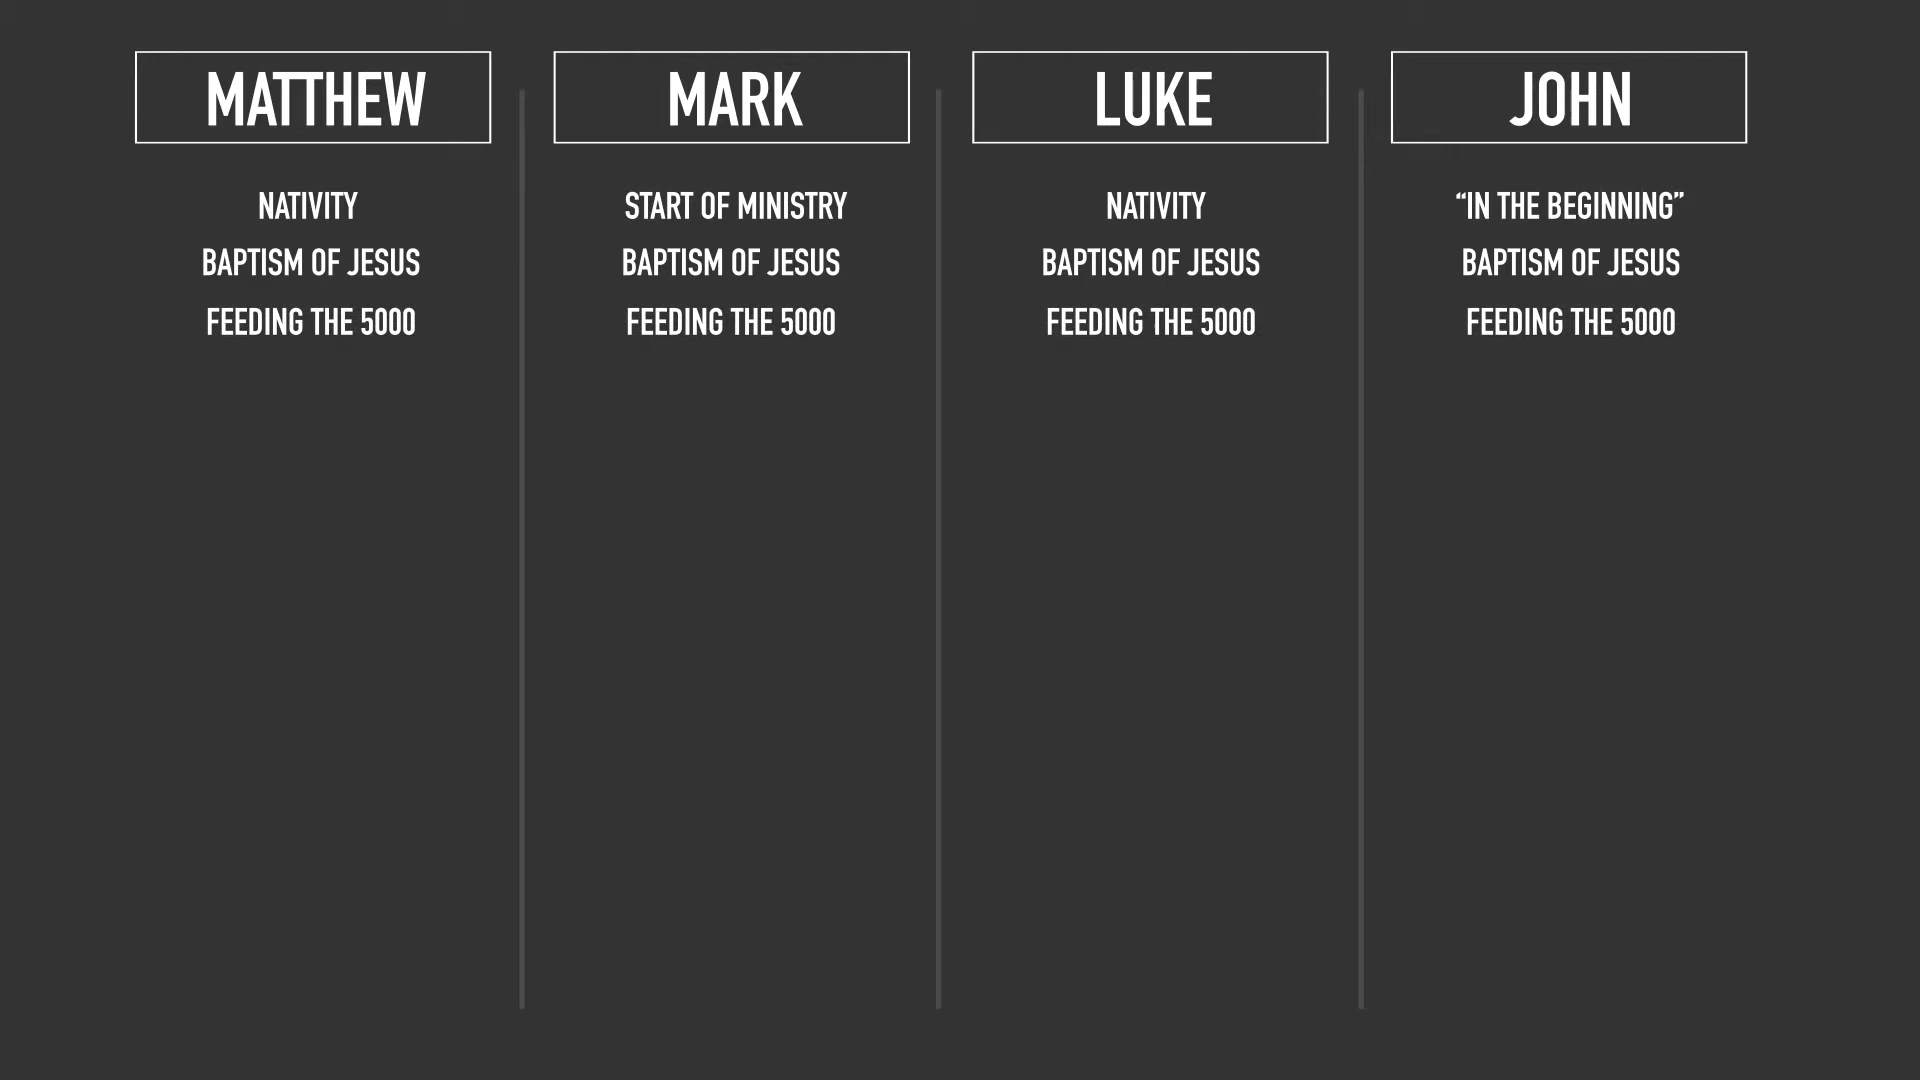 MATTHEW
NATIVITY
BAPTISM OF JESUS
FEEDING THE 5000
MARK
START OF MINISTRY
BAPTISM OF JESUS
FEEDING THE 5000
LUKE
NATIVITY
BAPTISM OF JESUS
FEEDING THE 5000
JOHN
“IN THE BEGINNING”
BAPTISM OF JESUS
FEEDING THE 5000